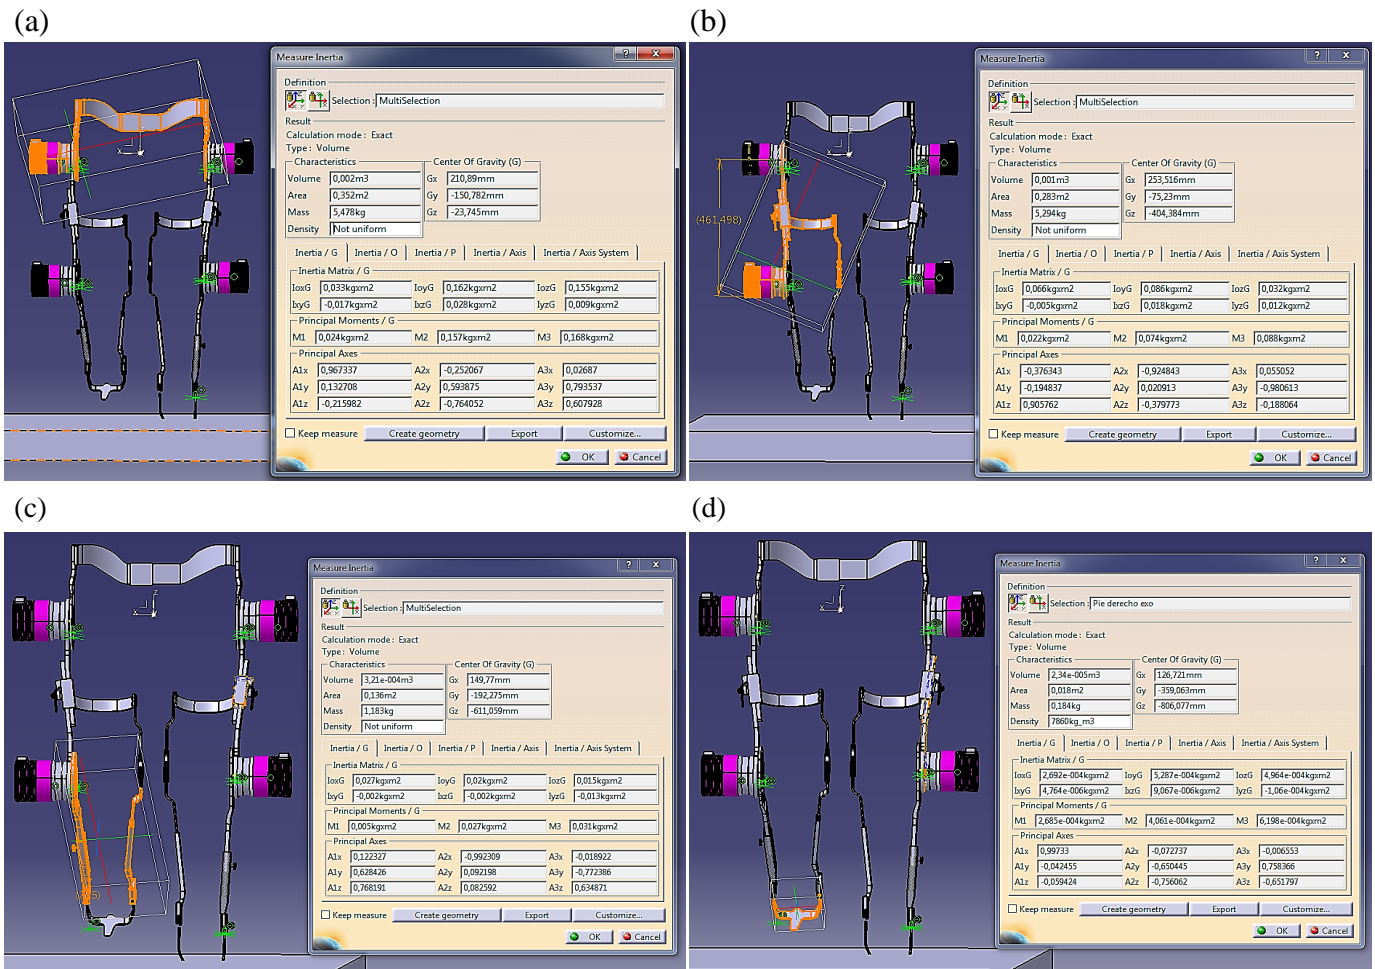 (a)
Measure Inertia
Definition
Selection : MultiSelection
Result
Calculation mode : Exact
Type : Volume
Characteristics Center Of Gravity (G)
Volume 0,002m3 Gx 210,89mm
Area 0,352m2 Gy -150,782mm
Mass 5,478kg Gz -23,745mm
Density Not uniform
Inertia / G Inertia / O Inertia / P Inertia / Axis Inertia / Axis System
Inertia Matrix / G
IoxG 0,033kgxm2 IoyG 0,162kgxm2 IozG 0,155kgxm2
IxyG -0,017kgxm2 IxzG 0,028kgxm2 IyzG 0,009kgxm2
Principal Moments / G
M1 0,024kgxm2 M2 0,157kgxm2 M3 0,168kgxm2
Principal Axes
A1x 0,967337 A2x -0,252067 A3x 0,02687
A1y 0,132708 A2y 0,593875 A3y 0,793537
A1z -0,215982 A2z -0,764052 A3z 0,607928
Keep measure Create geometry Export Customize...
OK Cancel
(b)
(461,498)
Measure Inertia
Definition
Selection : MultiSelection
Result
Calculation mode : Exact
Type : Volume
Characteristics Center Of Gravity (G)
Volume 0,001m3 Gx 253,516mm
Area 0,283m2 Gy -75,23mm
Mass 5,294kg Gz -404,384mm
Density Not uniform
Inertia / G Inertia / O Inertia / P Inertia / Axis Inertia / Axis System
Inertia Matrix / G
IoxG 0,066kgxm2 IoyG 0,086kgxm2 IozG 0,032kgxm2
IxyG -0,005kgxm2 IxzG 0,018kgxm2 IyzG 0,012kgxm2
Principal Moments / G
M1 0,022kgxm2 M2 0,074kgxm2 M3 0,088kgxm2
Principal Axes
A1x -0,376343 A2x -0,924843 A3x 0,055052
A1y -0,194837 A2y 0,020913 A3y -0,980613
A1z 0,905762 A2z -0,379773 A3z -0,188064
Keep measure Create geometry Export Customize...
OK Cancel
(c)
Measure Inertia
Definition
Selection : MultiSelection
Result
Calculation mode : Exact
Type : Volume
Characteristics Center Of Gravity (G)
Volume 3,21e-004m3 Gx 149,77mm
Area 0,136m2 Gy -192,275mm
Mass 1,183kg Gz -611,059mm
Density Not uniform
Inertia / G Inertia / O Inertia / P Inertia / Axis Inertia / Axis System
Inertia Matrix / G
IoxG 0,027kgxm2 IoyG 0,02kgxm2 IozG 0,015kgxm2
IxyG -0,002kgxm2 IxzG -0,002kgxm2 IyzG -0,013kgxm2
Principal Moments / G
M1 0,005kgxm2 M2 0,027kgxm2 M3 0,031kgxm2
Principal Axes
A1x 0,122327 A2x -0,992309 A3x -0,018922
A1y 0,628426 A2y 0,092198 A3y -0,772386
A1z 0,768191 A2z 0,082592 A3z 0,634871
Keep measure Create geometry Export Customize...
OK Cancel
(d)
Measure Inertia
Definition
Selection : Pie derecho exo
Result
Calculation mode : Exact
Type : Volume
Characteristics Center Of Gravity (G)
Volume 2,34e-005m3 Gx 126,721mm
Area 0,018m2 Gy -359,063mm
Mass 0,184kg Gz -806,077mm
Density 7860kg_m3
Inertia / G Inertia / O Inertia / P Inertia / Axis Inertia / Axis System
Inertia Matrix / G
IoxG 2,692e-004kgxm2 IoyG 5,287e-004kgxm2 IozG 4,964e-004kgxm2
IxyG 4,764e-006kgxm2 IxzG 9,067e-006kgxm2 IyzG -1,06e-004kgxm2
Principal Moments / G
M1 2,685e-004kgxm2 M2 4,061e-004kgxm2 M3 6,198e-004kgxm2
Principal Axes
A1x 0,99733 A2x -0,072737 A3x -0,006553
A1y -0,042455 A2y -0,650445 A3y 0,758366
A1z -0,059424 A2z -0,756062 A3z -0,651797
Keep measure Create geometry Export Customize...
OK Cancel